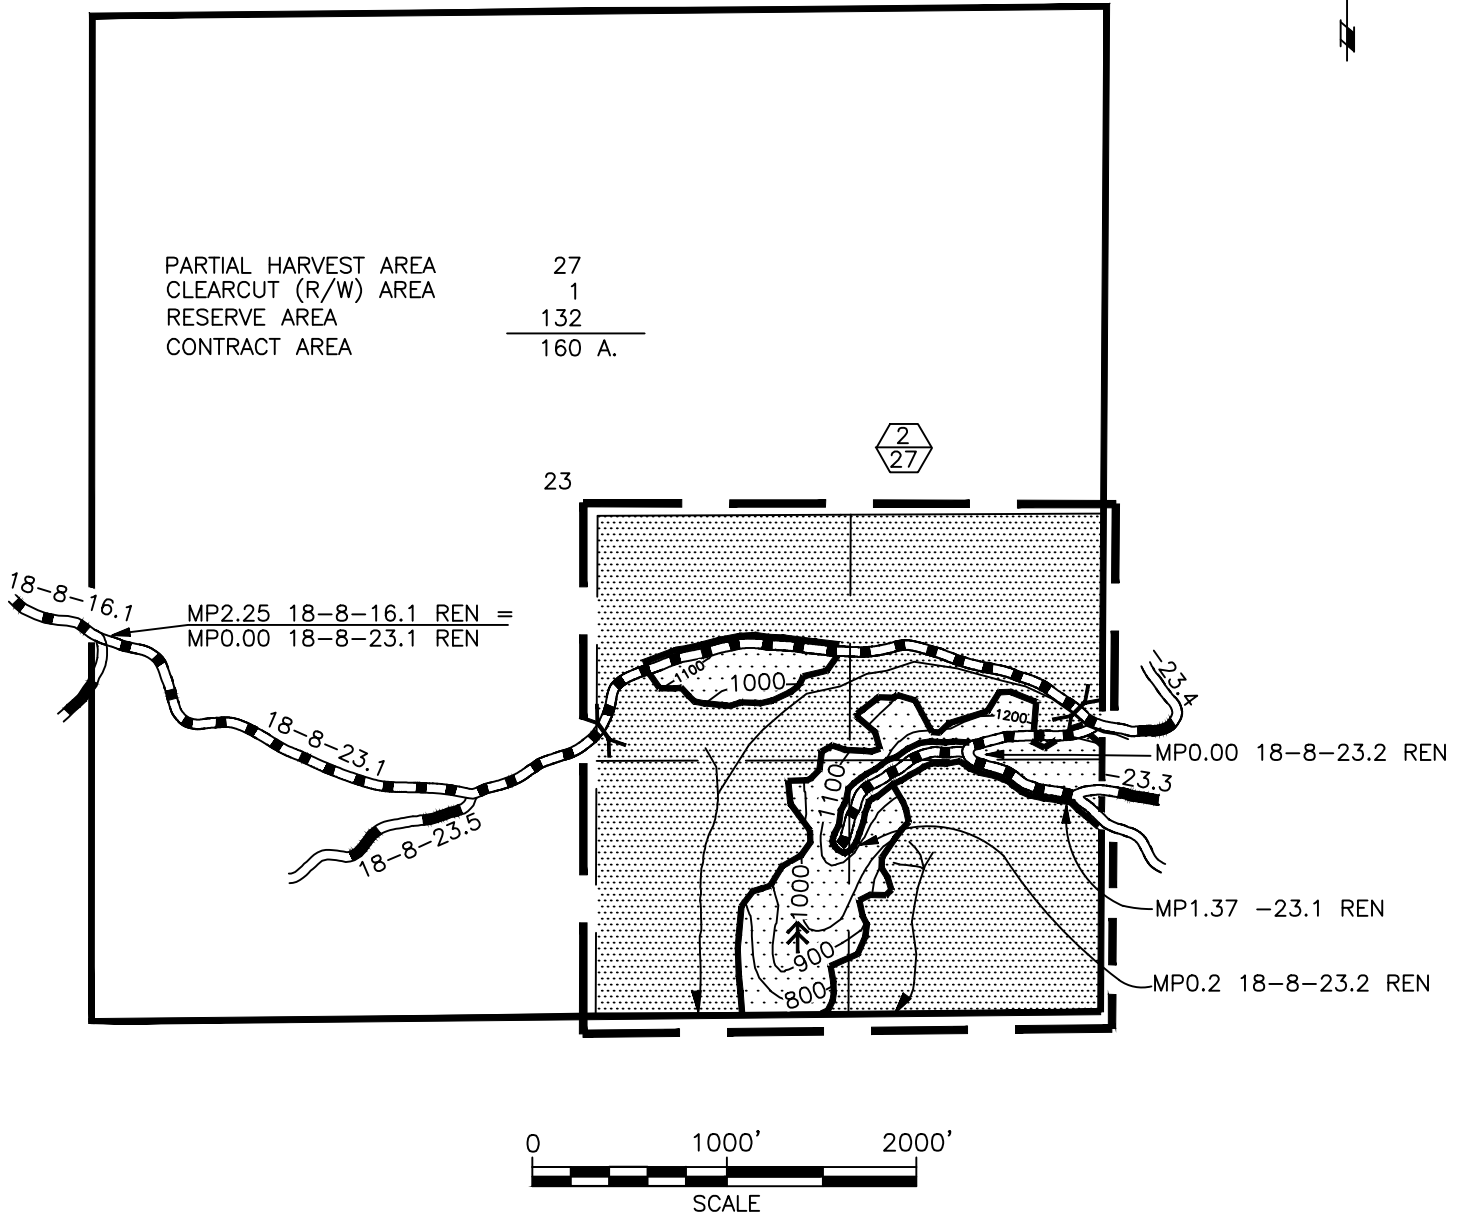 PARTIAL HARVEST AREA 27
CLEARCUT (R/W) AREA 1
RESERVE AREA 132
CONTRACT AREA 160 A.
2
27
23
18-8-16.1
MP2.25 18-8-16.1 REN =
MP0.00 18-8-23.1 REN
-23.4
1100
1000
1200
18-8-23.1
MP0.00 18-8-23.2 REN
-23.3
1100
18-8-23.5
1000
MP1.37 -23.1 REN
900
MP0.2 18-8-23.2 REN
800
0 1000' 2000'
SCALE